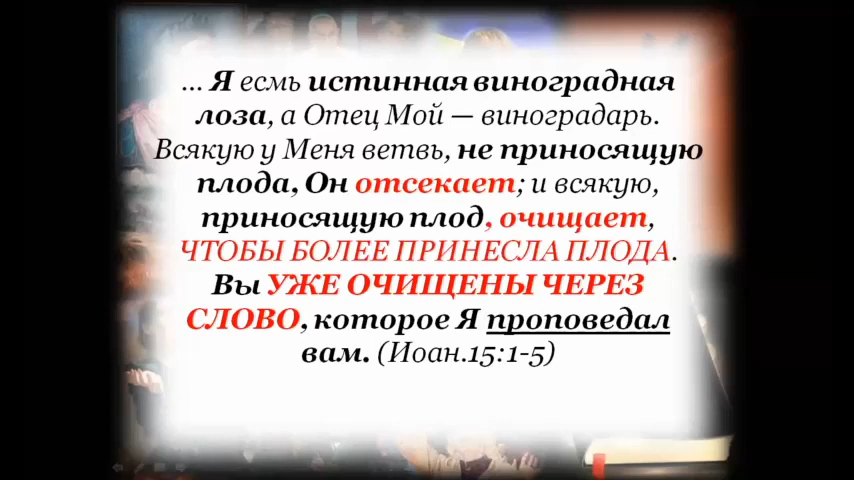 ... Я есмь истинная виноградная
лоза, а Отец Мой — виноградарь.
Всякую у Меня ветвь, не приносящую
плода, Он отсекает; и всякую,
приносящую плод, очищает,
ЧТОБЫ БОЛЕЕ ПРИНЕСЛА ПЛОДА.
Вы УЖЕ ОЧИЩЕНЫ ЧЕРЕЗ
СЛОВО, которое Я проповедал
вам. (Иоан.15:1-5)